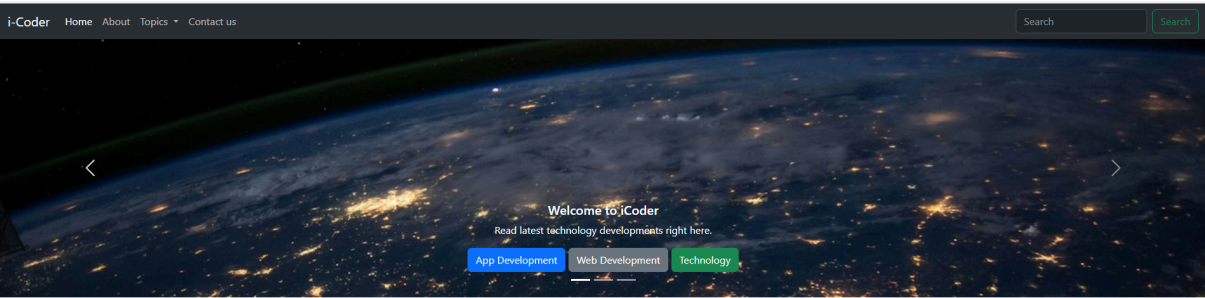 i-Coder Home About Topics Contact us Search Search
Welcome to iCoder
Read latest technology developments right here.
App Development Web Development Technology